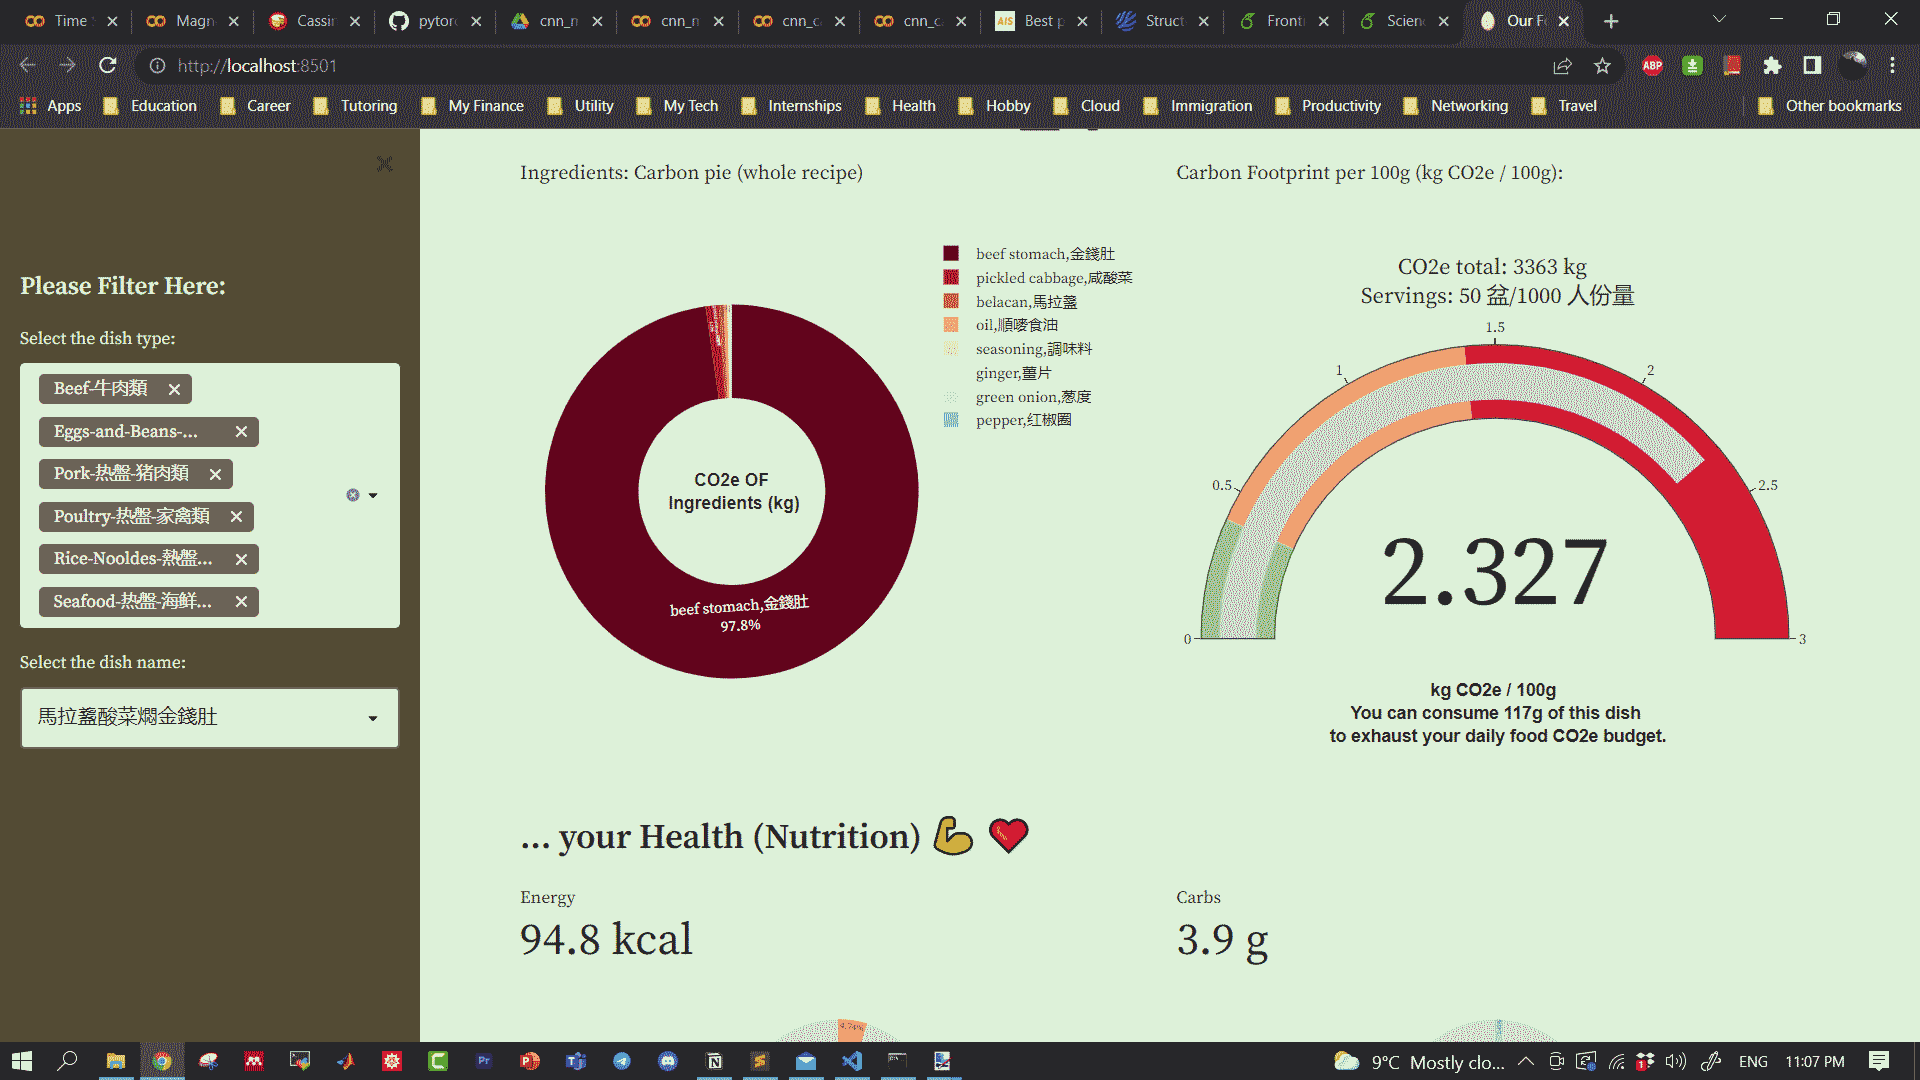 Time
Magn
Cassin
pytorc
cnn_n
cnn_n
cnn_c
cnn_c
AIS
Best p
Struct
Front
Scien
Our Fo
http://localhost:8501
ABP
Apps
Education
Career
Tutoring
My Finance
Utility
My Tech
Internships
Health
Hobby
Cloud
Immigration
Productivity
Networking
Travel
Other bookmarks
Please Filter Here:
Select the dish type:
Beef-牛肉類
Eggs-and-Beans-...
Pork-热盤-猪肉類
Poultry-热盤-家禽類
Rice-Nooldes-熱盤...
Seafood-热盤-海鲜...
Select the dish name:
馬拉盞酸菜燜金錢肚
Ingredients: Carbon pie (whole recipe)
beef stomach,金錢肚
pickled cabbage,咸酸菜
belacan,馬拉盞
oil,順嘜食油
seasoning,調味料
ginger,薑片
green onion,葱度
pepper,红椒圈
CO2e OF
Ingredients (kg)
beef stomach,金錢肚
97.8%
Carbon Footprint per 100g (kg CO2e / 100g):
CO2e total: 3363 kg
Servings: 50 盆/1000 人份量
0
0.5
1
1.5
2
2.5
3
2.327
kg CO2e / 100g
You can consume 117g of this dish
to exhaust your daily food CO2e budget.
... your Health (Nutrition)
Energy
94.8 kcal
Carbs
3.9 g
4.74%
Pr
9°C Mostly clo...
ENG
11:07 PM